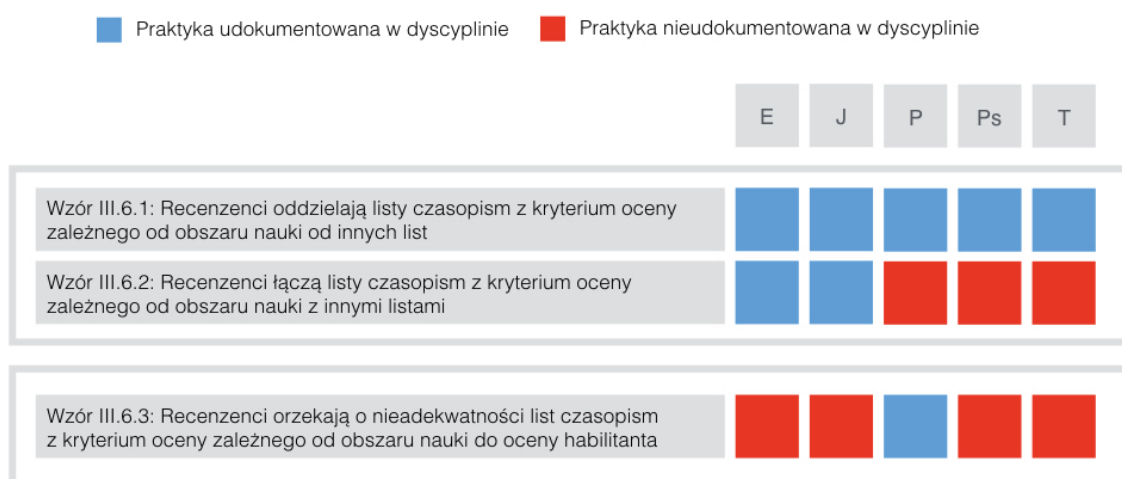 Praktyka udokumentowana w dyscyplinie
Praktyka nieudokumentowana w dyscyplinie
E J P Ps T
Wzór III.6.1: Recenzenci oddzielają listy czasopism z kryterium oceny
zależnego od obszaru nauki od innych list
Wzór III.6.2: Recenzenci łączą listy czasopism z kryterium oceny
zależnego od obszaru nauki z innymi listami
Wzór III.6.3: Recenzenci orzekają o nieadekwatności list czasopism
z kryterium oceny zależnego od obszaru nauki do oceny habilitanta